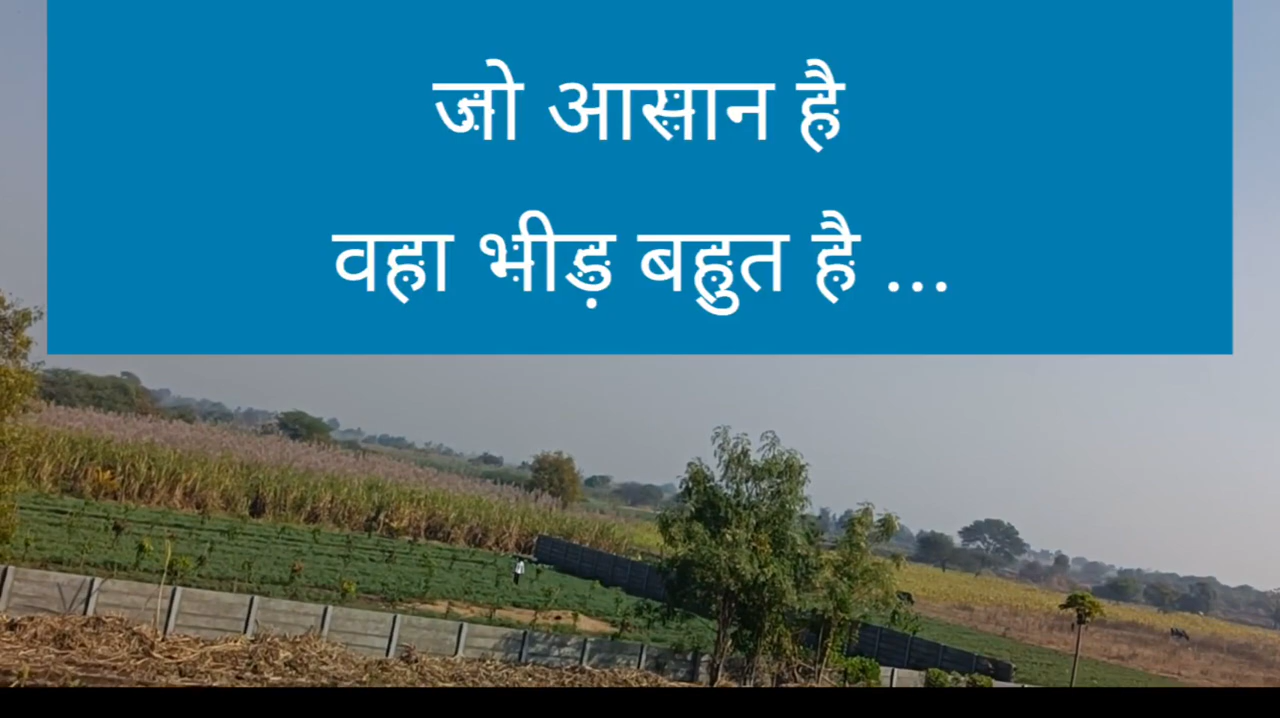 जो आसान है
वहा भीड़ बहुत है ...